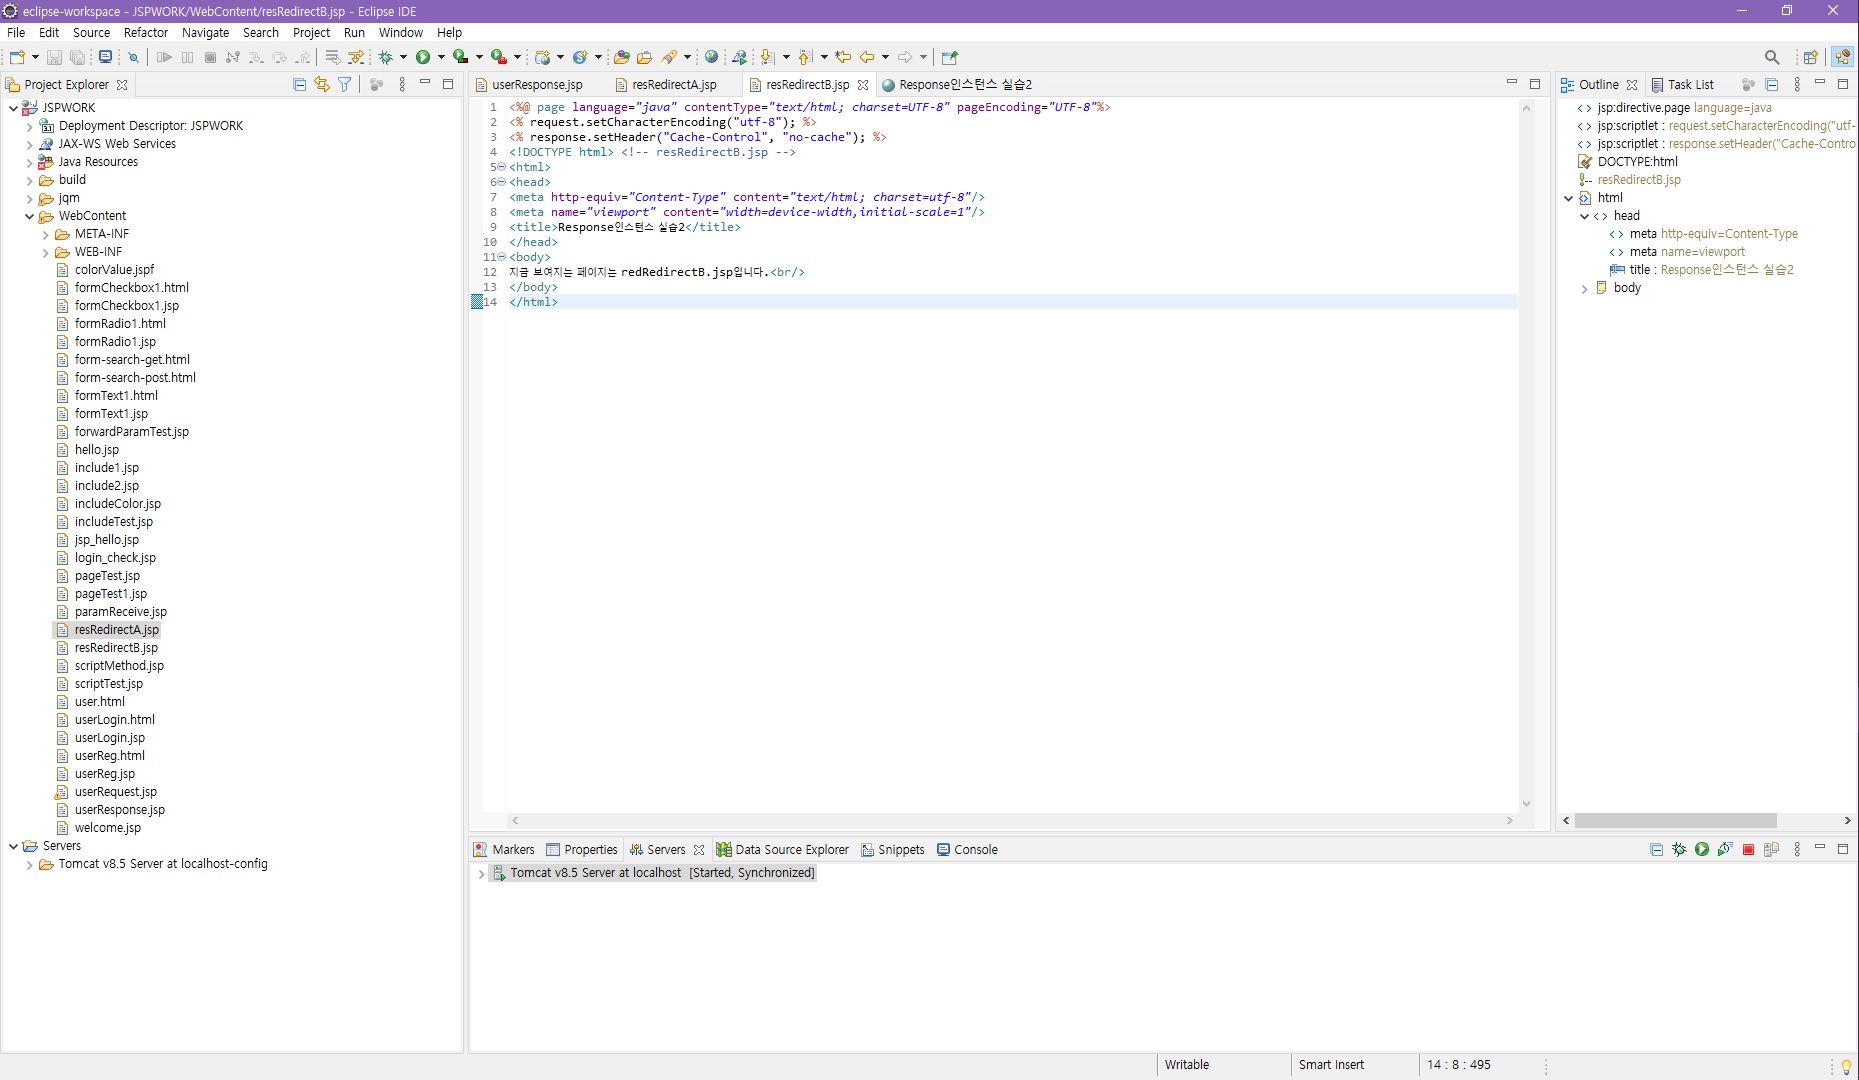 eclipse-workspace - JSPWORK/WebContent/resRedirectB.jsp - Eclipse IDE
File Edit Source Refactor Navigate Search Project Run Window Help
Project Explorer
JSPWORK
Deployment Descriptor: JSPWORK
JAX-WS Web Services
Java Resources
build
jqm
WebContent
META-INF
WEB-INF
colorValue.jspf
formCheckbox1.html
formCheckbox1.jsp
formRadio1.html
formRadio1.jsp
form-search-get.html
form-search-post.html
formText1.html
formText1.jsp
forwardParamTest.jsp
hello.jsp
include1.jsp
include2.jsp
includeColor.jsp
includeTest.jsp
jsp_hello.jsp
login_check.jsp
pageTest.jsp
pageTest1.jsp
paramReceive.jsp
resRedirectA.jsp
resRedirectB.jsp
scriptMethod.jsp
scriptTest.jsp
user.html
userLogin.html
userLogin.jsp
userReg.html
userReg.jsp
userRequest.jsp
userResponse.jsp
welcome.jsp
Servers
Tomcat v8.5 Server at localhost-config
userResponse.jsp resRedirectA.jsp resRedirectB.jsp Response인스턴스 실습2
1 <%@ page language="java" contentType="text/html; charset=UTF-8" pageEncoding="UTF-8"%>
2 <% request.setCharacterEncoding("utf-8"); %>
3 <% response.setHeader("Cache-Control", "no-cache"); %>
4 <!DOCTYPE html> <!-- resRedirectB.jsp -->
5 <html>
6 <head>
7 <meta http-equiv="Content-Type" content="text/html; charset=utf-8"/>
8 <meta name="viewport" content="width=device-width,initial-scale=1"/>
9 <title>Response인스턴스 실습2</title>
10 </head>
11 <body>
12 지금 보여지는 페이지는 redRedirectB.jsp입니다.<br/>
13 </body>
14 </html>
Outline Task List
jsp:directive.page language=java
jsp:scriptlet : request.setCharacterEncoding("utf-
jsp:scriptlet : response.setHeader("Cache-Contro
DOCTYPE:html
resRedirectB.jsp
html
head
meta http-equiv=Content-Type
meta name=viewport
title : Response인스턴스 실습2
body
Markers Properties Servers Data Source Explorer Snippets Console
Tomcat v8.5 Server at localhost [Started, Synchronized]
Writable Smart Insert 14 : 8 : 495